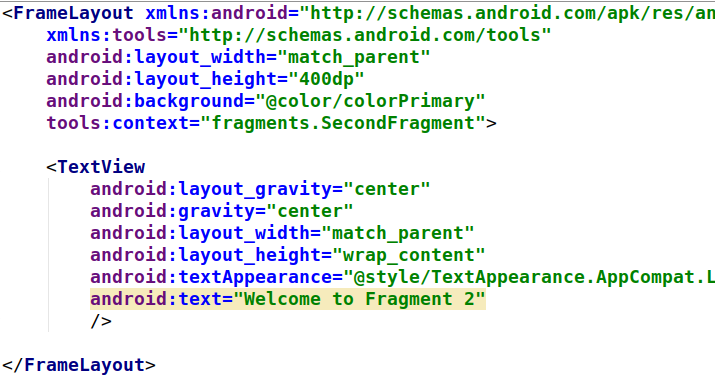 <FrameLayout xmlns:android="http://schemas.android.com/apk/res/an
xmlns:tools="http://schemas.android.com/tools"
android:layout_width="match_parent"
android:layout_height="400dp"
android:background="@color/colorPrimary"
tools:context="fragments.SecondFragment">
<TextView
android:layout_gravity="center"
android:gravity="center"
android:layout_width="match_parent"
android:layout_height="wrap_content"
android:textAppearance="@style/TextAppearance.AppCompat.L
android:text="Welcome to Fragment 2"
/>
</FrameLayout>